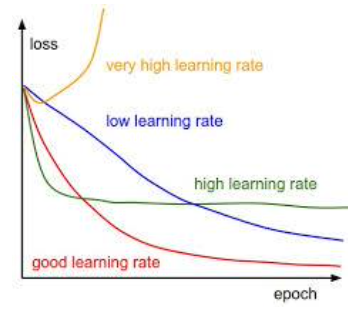 loss
very high learning rate
low learning rate
high learning rate
good learning rate
epoch